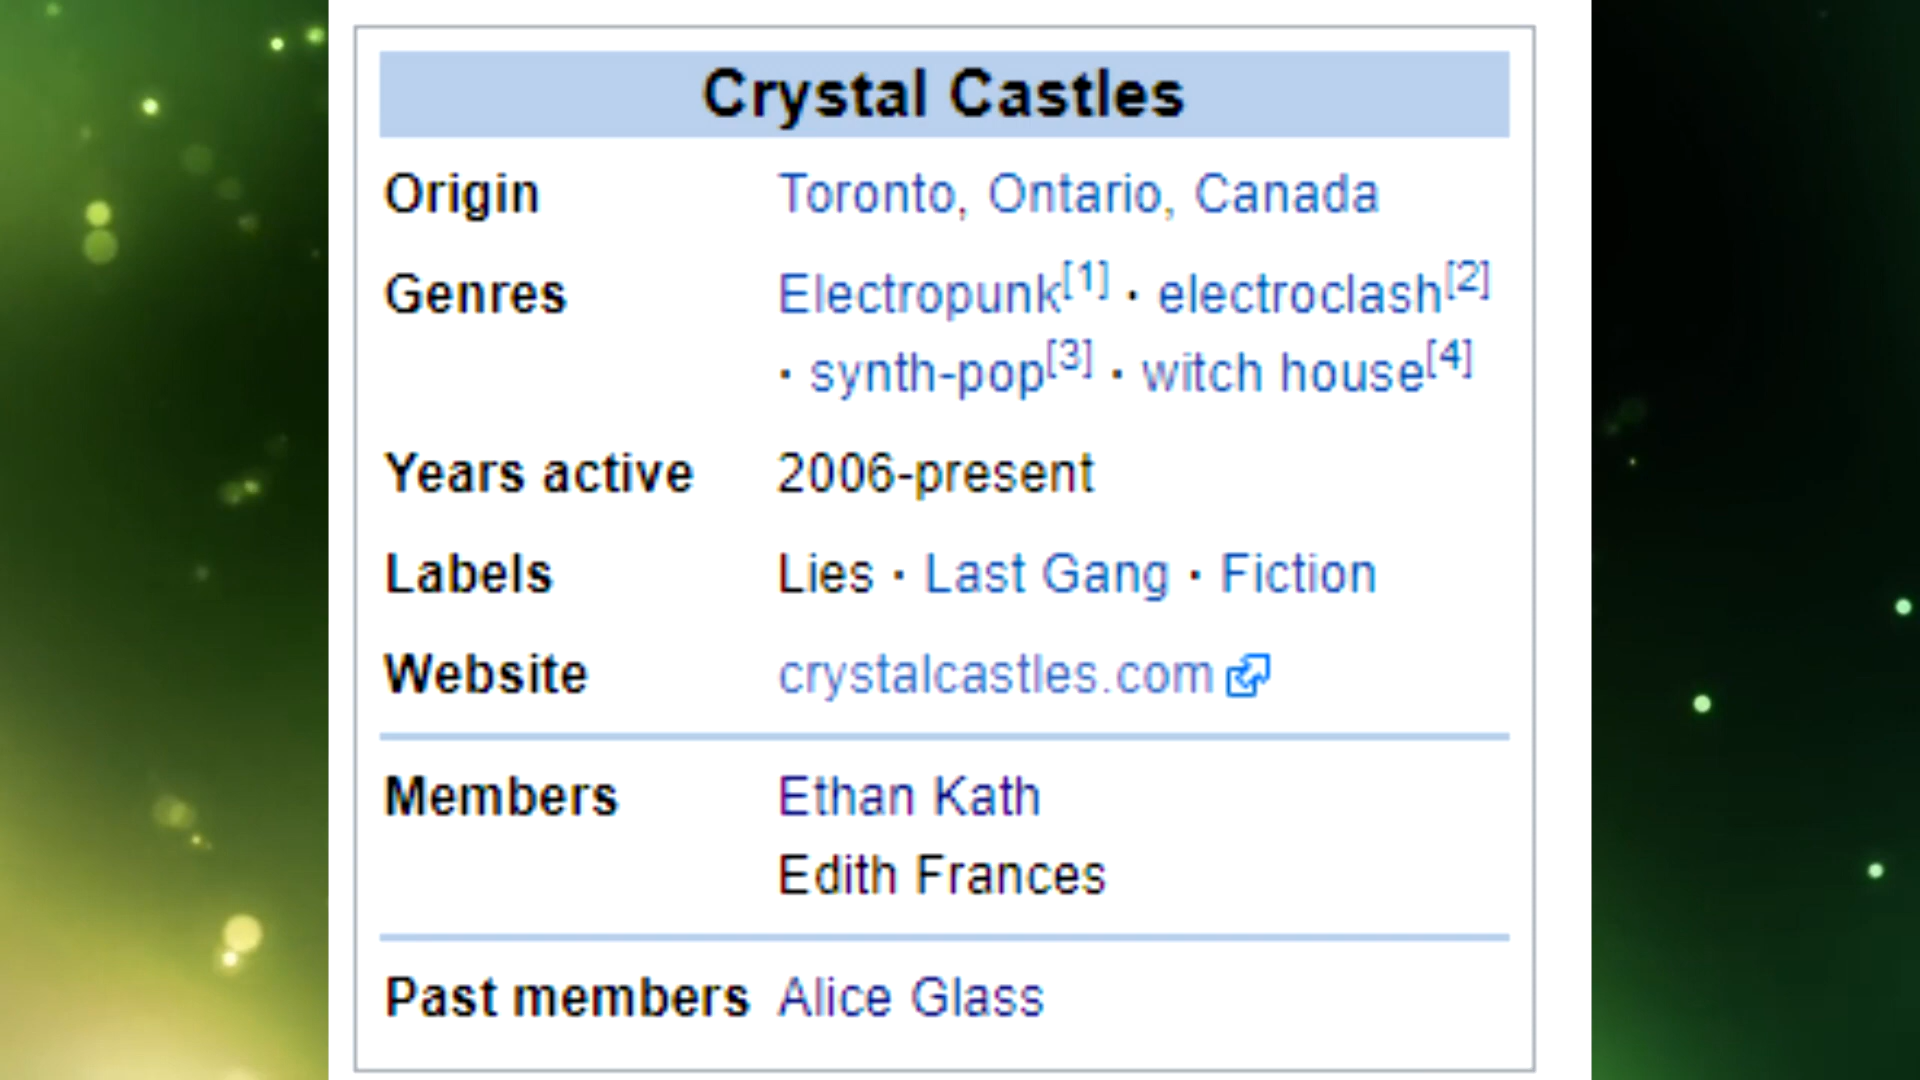 Crystal Castles
Origin Toronto, Ontario, Canada
Genres Electropunk[1] · electroclash[2]
· synth-pop[3] · witch house[4]
Years active 2006-present
Labels Lies · Last Gang · Fiction
Website crystalcastles.com
Members Ethan Kath
Edith Frances
Past members Alice Glass